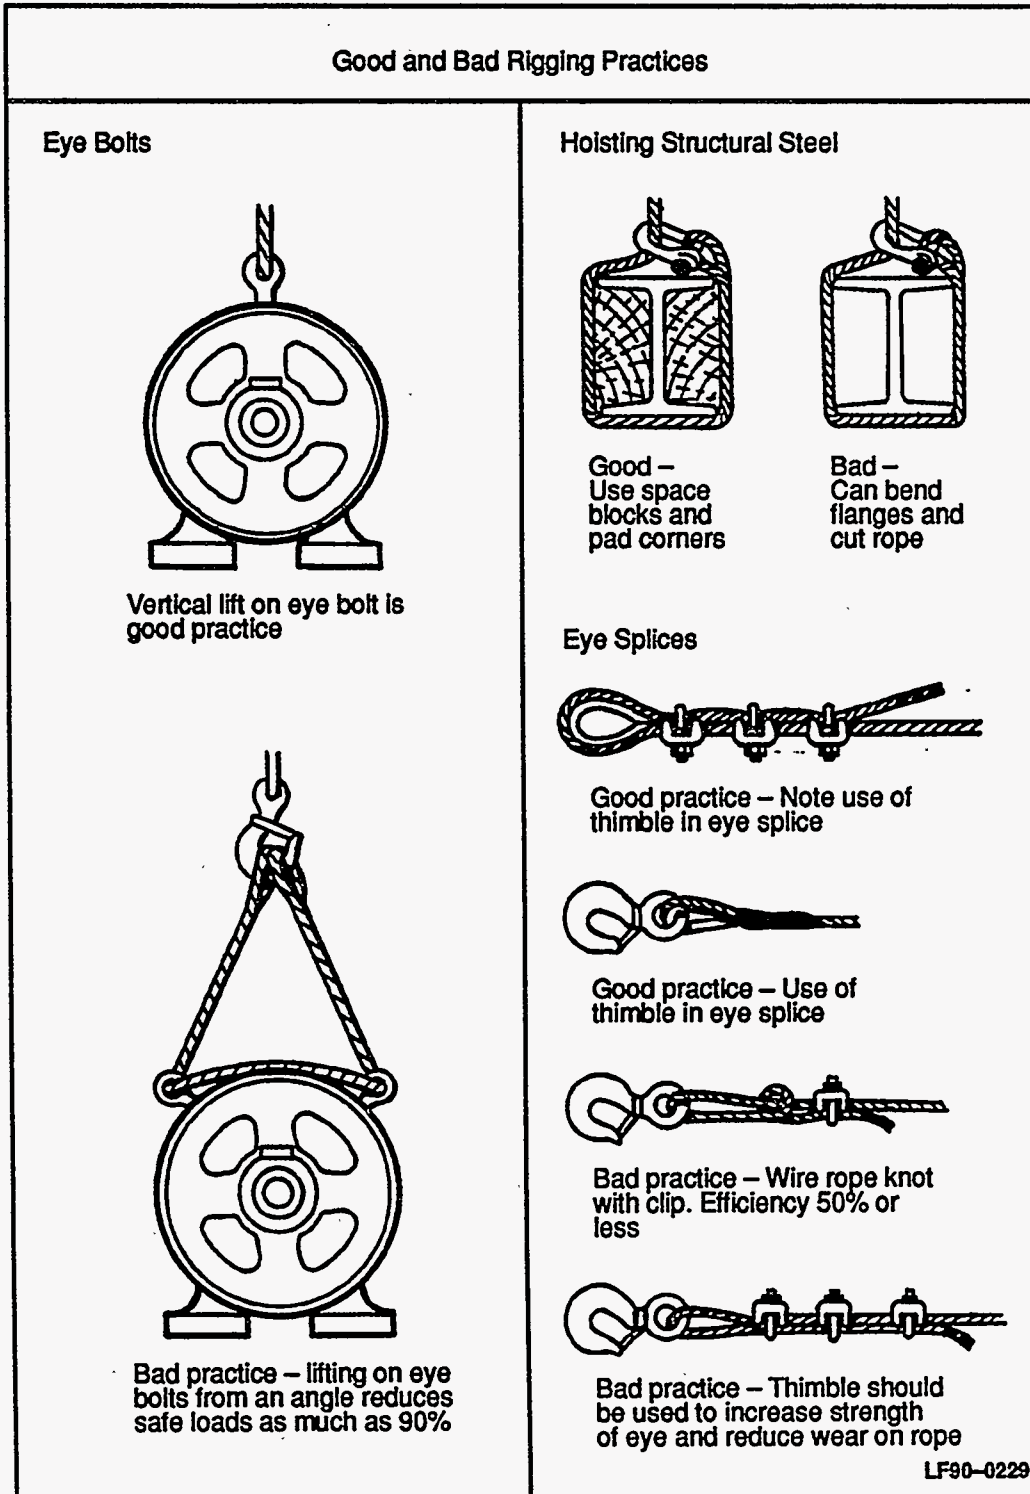 Good and Bad Rigging Practices
Eye Bolts
Vertical lift on eye bolt is
good practice
Bad practice – lifting on eye
bolts from an angle reduces
safe loads as much as 90%
Hoisting Structural Steel
Good –
Use space
blocks and
pad corners
Bad –
Can bend
flanges and
cut rope
Eye Splices
Good practice – Note use of
thimble in eye splice
Good practice – Use of
thimble in eye splice
Bad practice – Wire rope knot
with clip. Efficiency 50% or
less
Bad practice – Thimble should
be used to increase strength
of eye and reduce wear on rope
LF90–0229